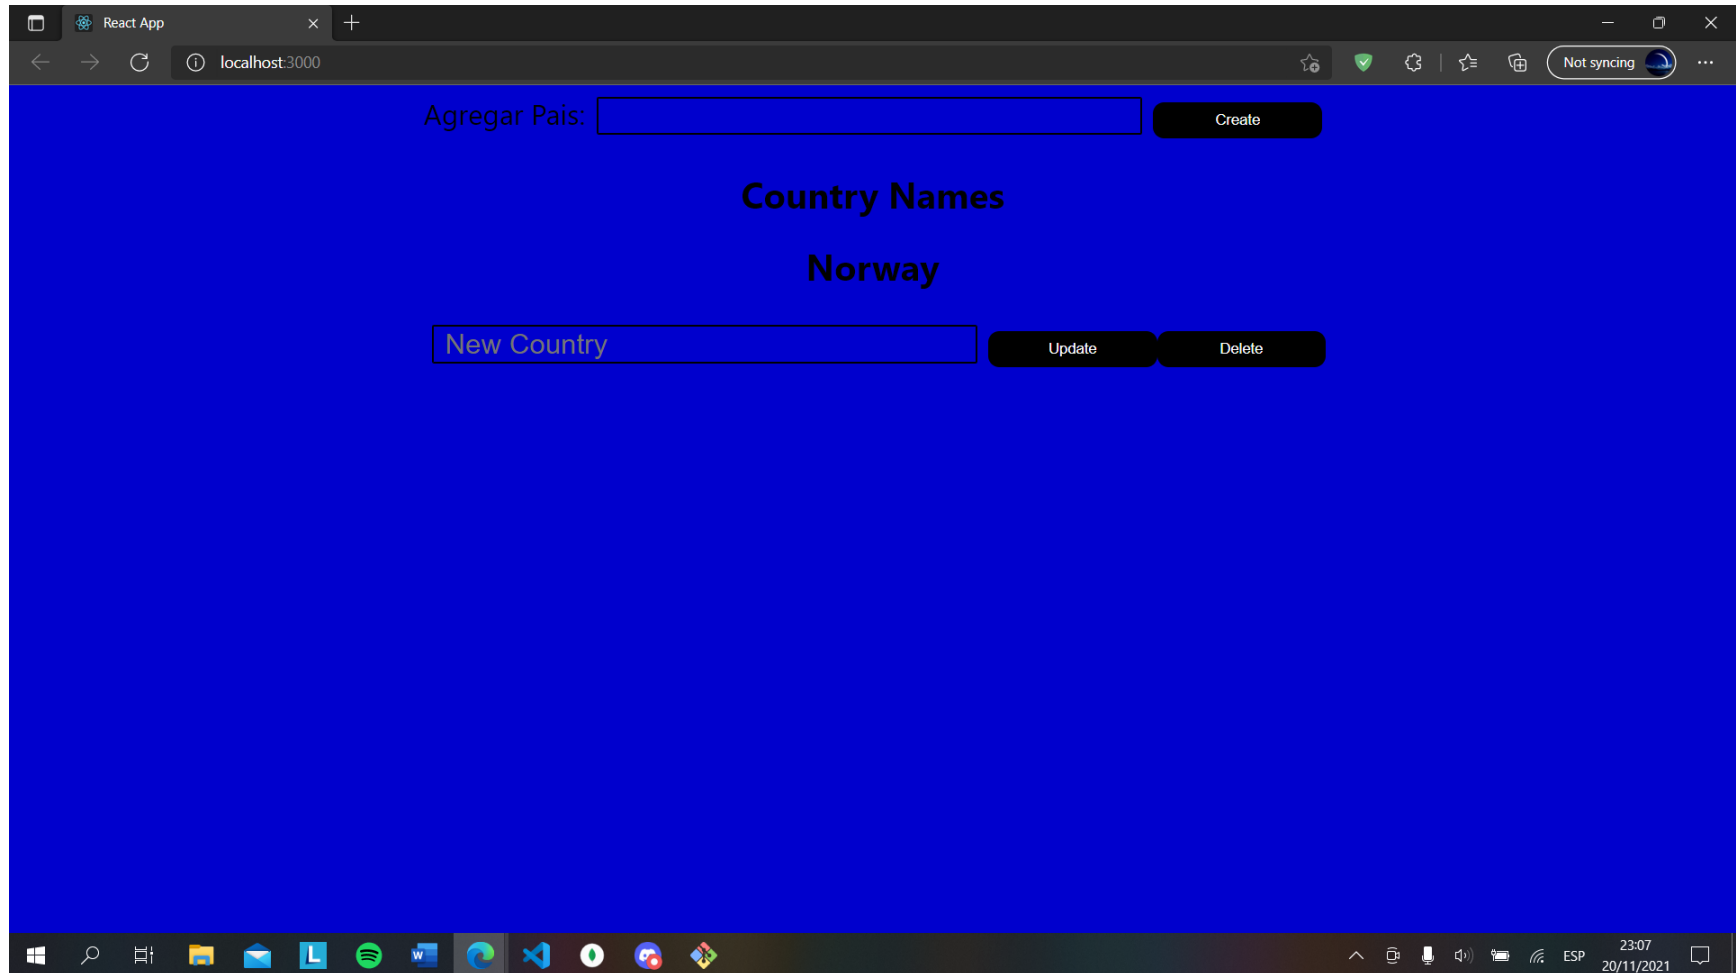 React App
localhost:3000
Not syncing
Agregar Pais:
Create
Country Names
Norway
New Country
Update
Delete
L
W
ESP
23:07
20/11/2021